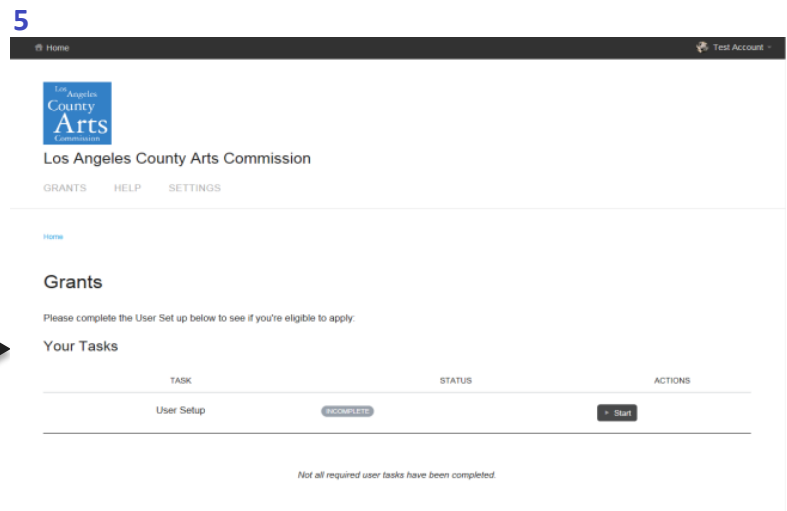 5
Home
Test Account
Los Angeles
County
Arts
Commission
Los Angeles County Arts Commission
GRANTS HELP SETTINGS
Home
Grants
Please complete the User Set up below to see if you're eligible to apply:
Your Tasks
TASK STATUS ACTIONS
User Setup INCOMPLETE Start
Not all required user tasks have been completed.